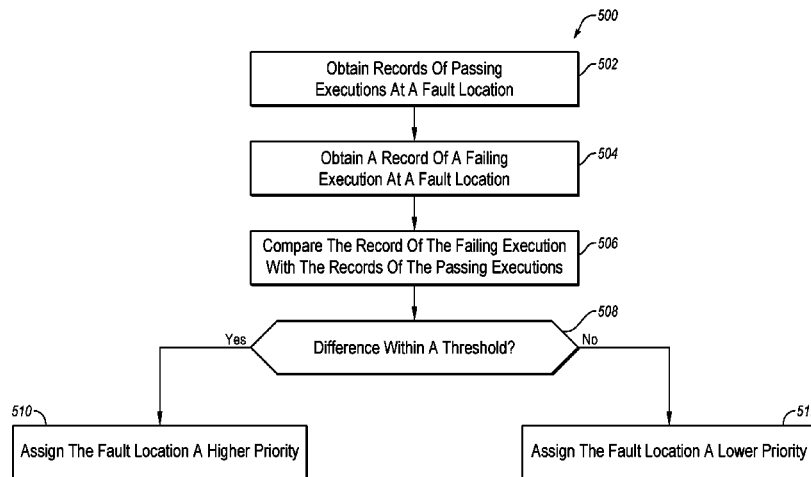 500
Obtain Records Of Passing
Executions At A Fault Location
502
Obtain A Record Of A Failing
Execution At A Fault Location
504
Compare The Record Of The Failing Execution
With The Records Of The Passing Executions
506
508
Yes
Difference Within A Threshold?
No
510
Assign The Fault Location A Higher Priority
Assign The Fault Location A Lower Priority